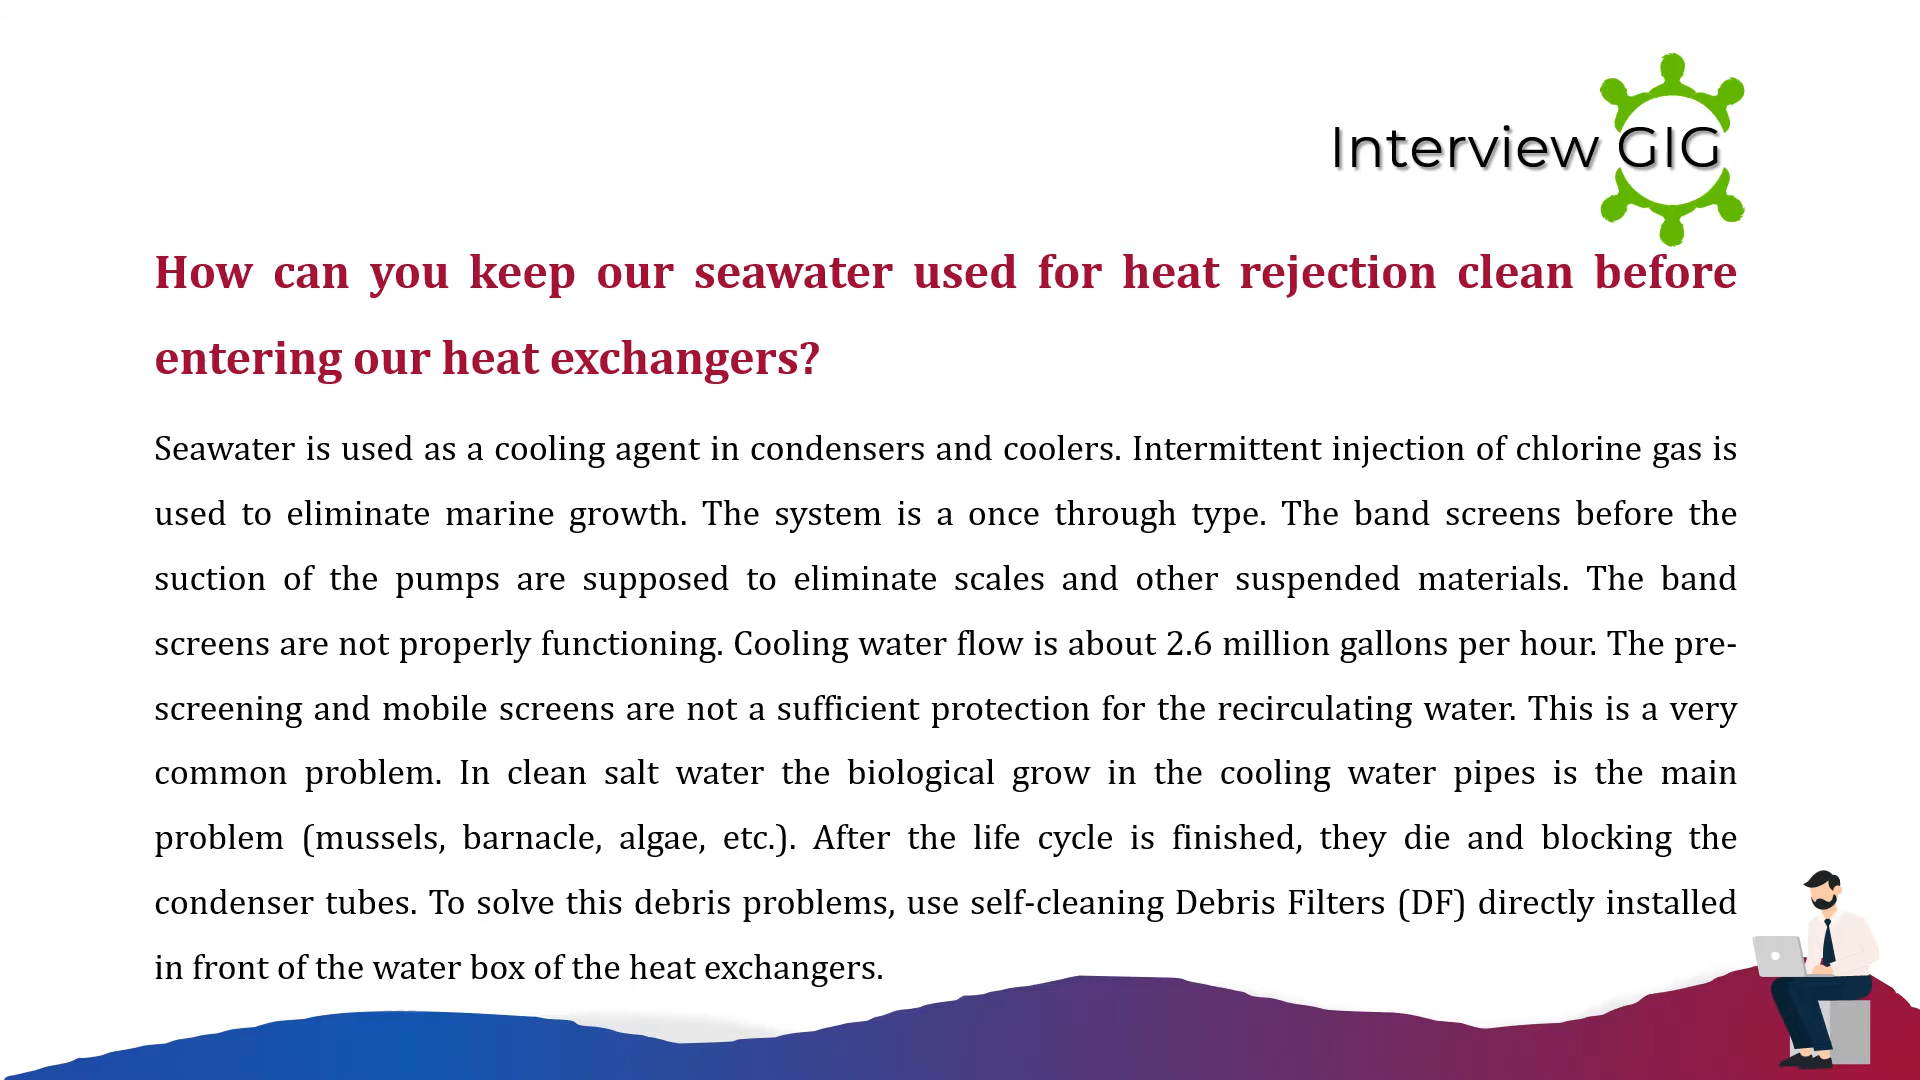 Interview GIG
How can you keep our seawater used for heat rejection clean before
entering our heat exchangers?
Seawater is used as a cooling agent in condensers and coolers. Intermittent injection of chlorine gas is
used to eliminate marine growth. The system is a once through type. The band screens before the
suction of the pumps are supposed to eliminate scales and other suspended materials. The band
screens are not properly functioning. Cooling water flow is about 2.6 million gallons per hour. The pre-
screening and mobile screens are not a sufficient protection for the recirculating water. This is a very
common problem. In clean salt water the biological grow in the cooling water pipes is the main
problem (mussels, barnacle, algae, etc.). After the life cycle is finished, they die and blocking the
condenser tubes. To solve this debris problems, use self-cleaning Debris Filters (DF) directly installed
in front of the water box of the heat exchangers.